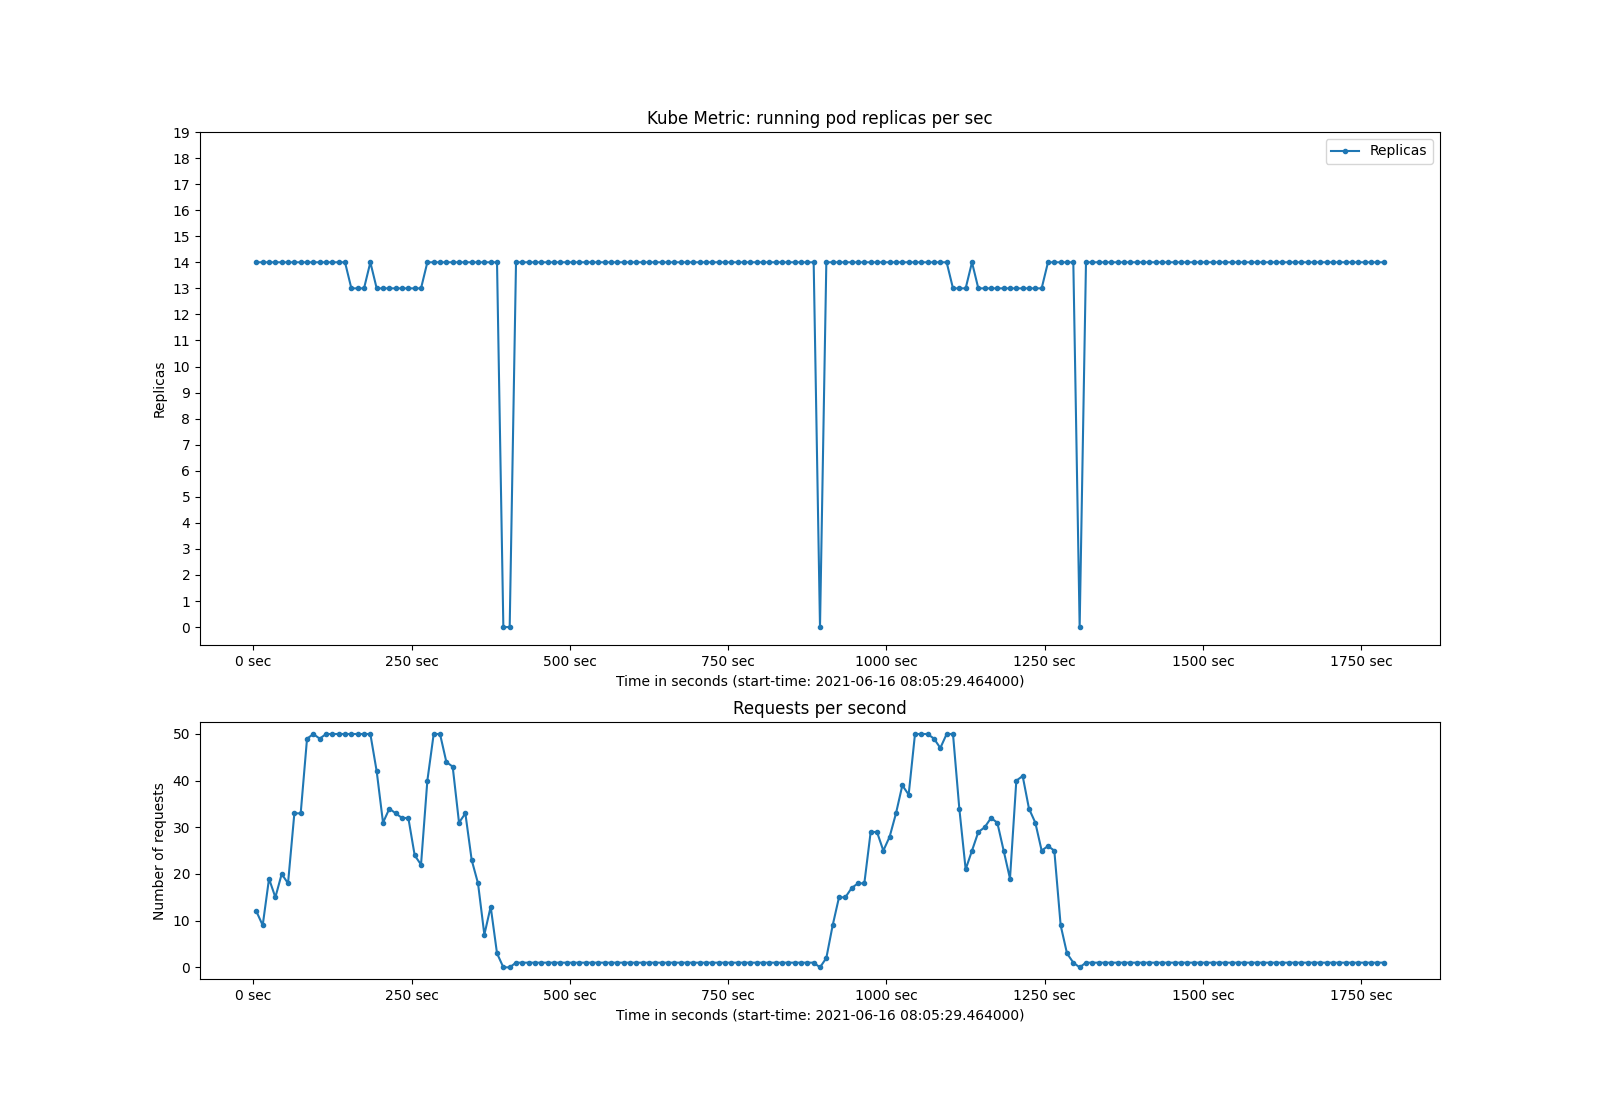 Kube Metric: running pod replicas per sec
19
18
17
16
15
14
13
12
11
10
9
8
7
6
5
4
3
2
1
0
Replicas
Replicas
0 sec 250 sec 500 sec 750 sec 1000 sec 1250 sec 1500 sec 1750 sec
Time in seconds (start-time: 2021-06-16 08:05:29.464000)
Requests per second
50
40
30
20
10
0
Number of requests
0 sec 250 sec 500 sec 750 sec 1000 sec 1250 sec 1500 sec 1750 sec
Time in seconds (start-time: 2021-06-16 08:05:29.464000)